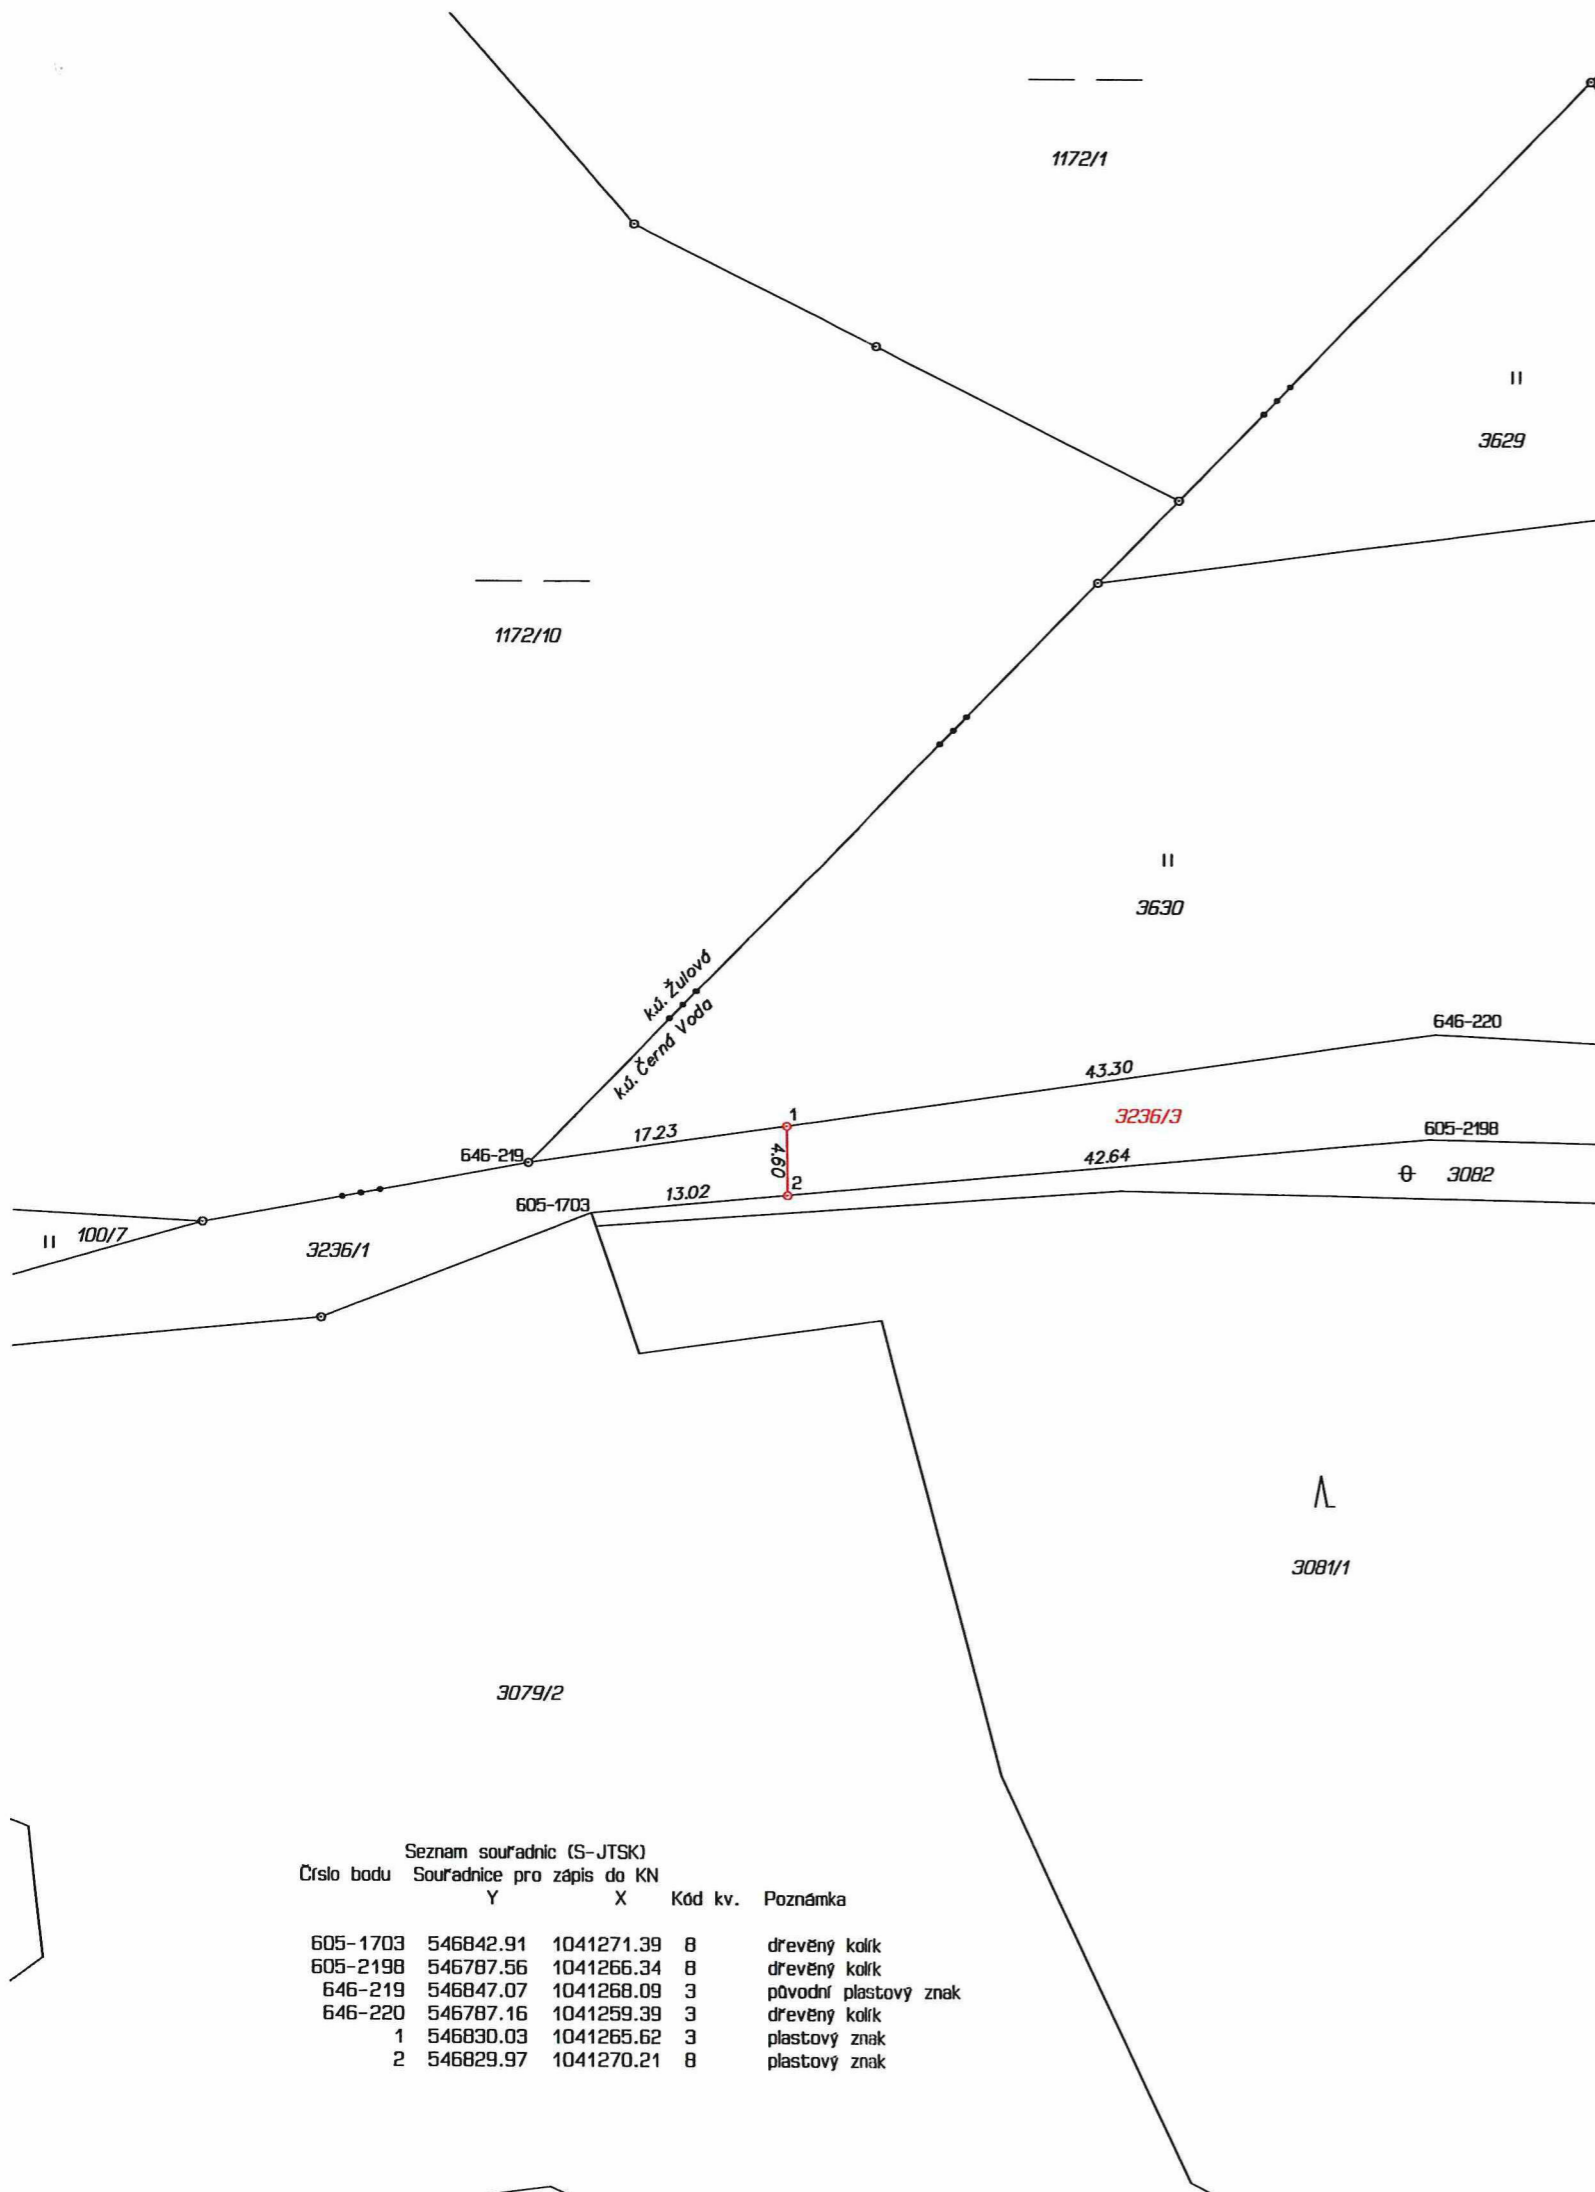 1172/1
II
3629
1172/10
II
3630
k.ú. Žulová
k.ú. Černá Voda
646-220
43.30
1
3236/3
17.23
605-2198
646-219
4.60
42.64
3082
2
13.02
605-1703
II 100/7
3236/1
3081/1
3079/2
Seznam souřadnic (S-JTSK)
Číslo bodu Souřadnice pro zápis do KN
Y X Kód kv. Poznámka
605-1703 546842.91 1041271.39 8 dřevěný kolík
605-2198 546787.56 1041266.34 8 dřevěný kolík
646-219 546847.07 1041268.09 3 původní plastový znak
646-220 546787.16 1041259.39 3 dřevěný kolík
1 546830.03 1041265.62 3 plastový znak
2 546829.97 1041270.21 8 plastový znak